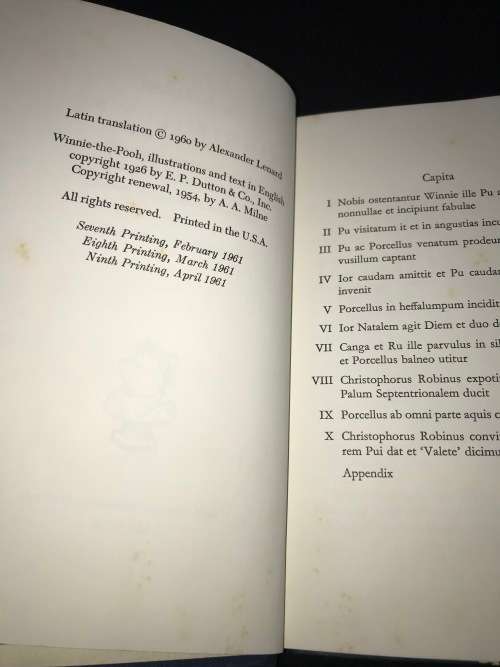 Latin translation © 1960 by Alexander Lenard
Winnie-the-Pooh, illustrations and text in English
copyright 1926 by E. P. Dutton & Co., Inc.
Copyright renewal, 1954, by A. A. Milne
All rights reserved. Printed in the U.S.A.
Seventh Printing, February 1961
Eighth Printing, March 1961
Ninth Printing, April 1961
Capita
I Nobis ostentantur Winnie ille Pu a
nonnullae et incipiunt fabulae
II Pu visitatum it et in angustias incu
III Pu ac Porcellus venatum prodeun
vusillum captant
IV Ior caudam amittit et Pu caudam
invenit
V Porcellus in heffalumpum incidit
VI Ior Natalem agit Diem et duo d
VII Canga et Ru ille parvulus in sil
et Porcellus balneo utitur
VIII Christophorus Robinus expoti
Palum Septentrionalem ducit
IX Porcellus ab omni parte aquis c
X Christophorus Robinus convi
rem Pui dat et ‘Valete’ dicimu
Appendix